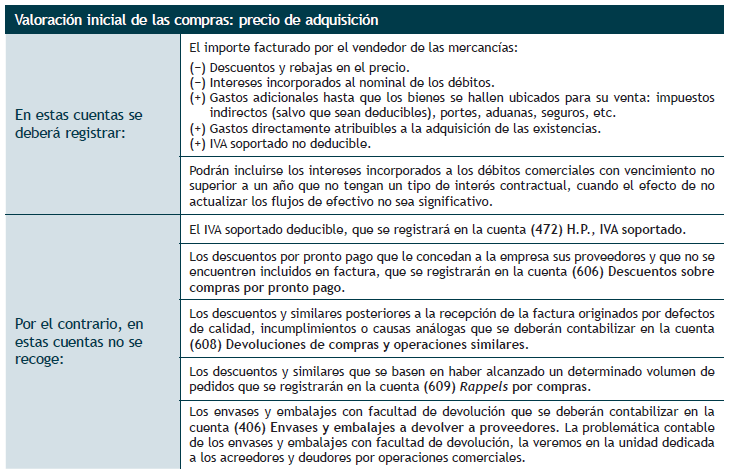 Valoración inicial de las compras: precio de adquisición
En estas cuentas se
deberá registrar:
El importe facturado por el vendedor de las mercancías:
(−) Descuentos y rebajas en el precio.
(−) Intereses incorporados al nominal de los débitos.
(+) Gastos adicionales hasta que los bienes se hallen ubicados para su venta: impuestos
indirectos (salvo que sean deducibles), portes, aduanas, seguros, etc.
(+) Gastos directamente atribuibles a la adquisición de las existencias.
(+) IVA soportado no deducible.
Podrán incluirse los intereses incorporados a los débitos comerciales con vencimiento no
superior a un año que no tengan un tipo de interés contractual, cuando el efecto de no
actualizar los flujos de efectivo no sea significativo.
Por el contrario, en
estas cuentas no se
recoge:
El IVA soportado deducible, que se registrará en la cuenta (472) H.P., IVA soportado.
Los descuentos por pronto pago que le concedan a la empresa sus proveedores y que no se
encuentren incluidos en factura, que se registrarán en la cuenta (606) Descuentos sobre
compras por pronto pago.
Los descuentos y similares posteriores a la recepción de la factura originados por defectos
de calidad, incumplimientos o causas análogas que se deberán contabilizar en la cuenta
(608) Devoluciones de compras y operaciones similares.
Los descuentos y similares que se basen en haber alcanzado un determinado volumen de
pedidos que se registrarán en la cuenta (609) Rappels por compras.
Los envases y embalajes con facultad de devolución que se deberán contabilizar en la
cuenta (406) Envases y embalajes a devolver a proveedores. La problemática contable
de los envases y embalajes con facultad de devolución, la veremos en la unidad dedicada
a los acreedores y deudores por operaciones comerciales.